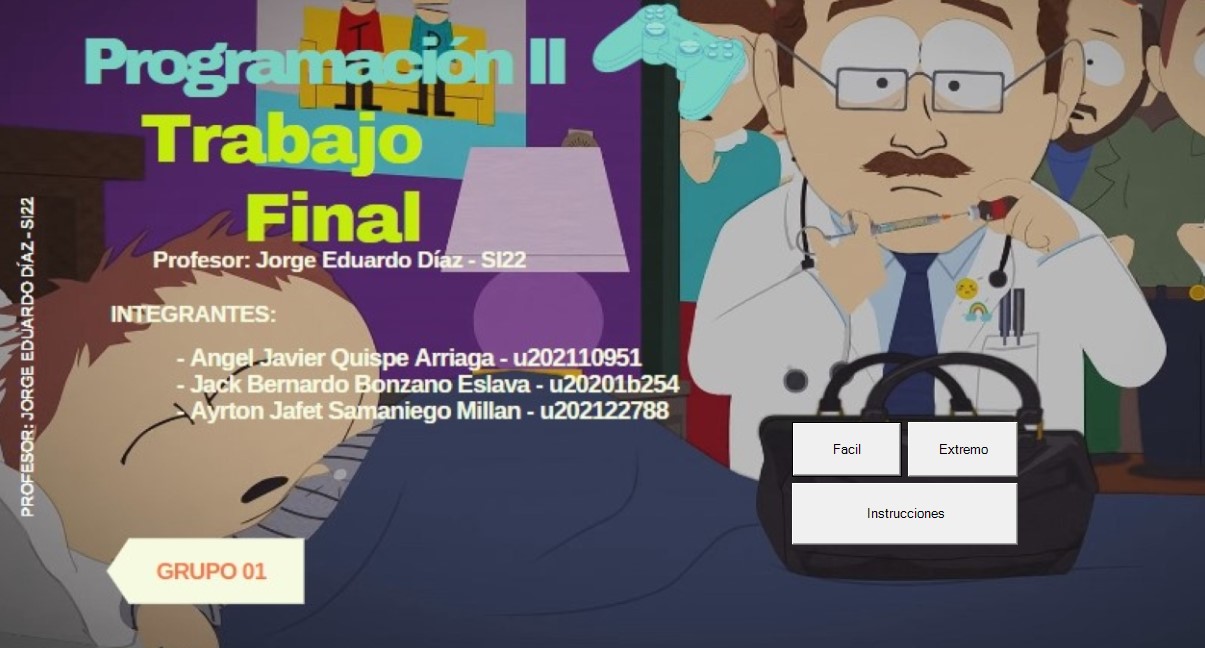 Programación II
Trabajo
Final
Profesor: Jorge Eduardo Díaz - SI22
INTEGRANTES:
- Angel Javier Quispe Arriaga - u202110951
- Jack Bernardo Bonzano Eslava - u20201b254
- Ayrton Jafet Samaniego Millan - u202122788
PROFESOR: JORGE EDUARDO DÍAZ - SI22
GRUPO 01
T P
Facil
Extremo
Instrucciones